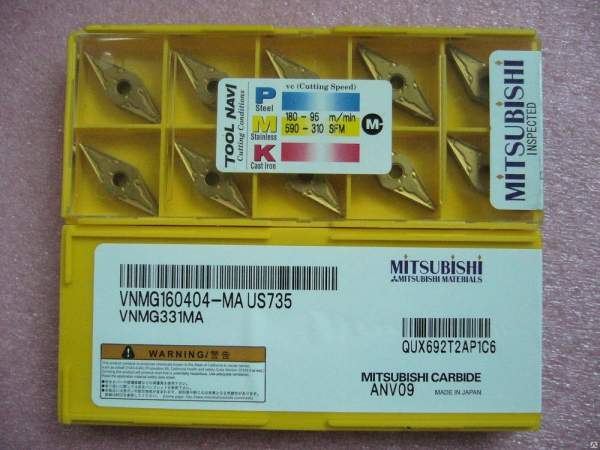 TOOL NAVI
Cutting Conditions
vc (Cutting Speed)
P
Steel
M
Stainless
180 - 95 m/min
590 - 310 SFM
M
K
Cast Iron
MITSUBISHI
INSPECTED
VNMG160404-MA US735
VNMG331MA
WARNING/警告
MITSUBISHI
MITSUBISHI MATERIALS
QUX692T2AP1C6
MITSUBISHI CARBIDE
ANV09
MADE IN JAPAN